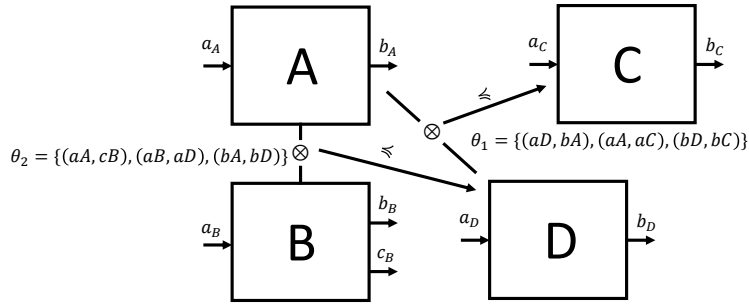 a_A A b_A
a_C C b_C
≼
⊗
θ_1 = {(aD, bA), (aA, aC), (bD, bC)}
θ_2 = {(aA, cB), (aB, aD), (bA, bD)} ⊗
≼
a_B B b_B
c_B
a_D D b_D